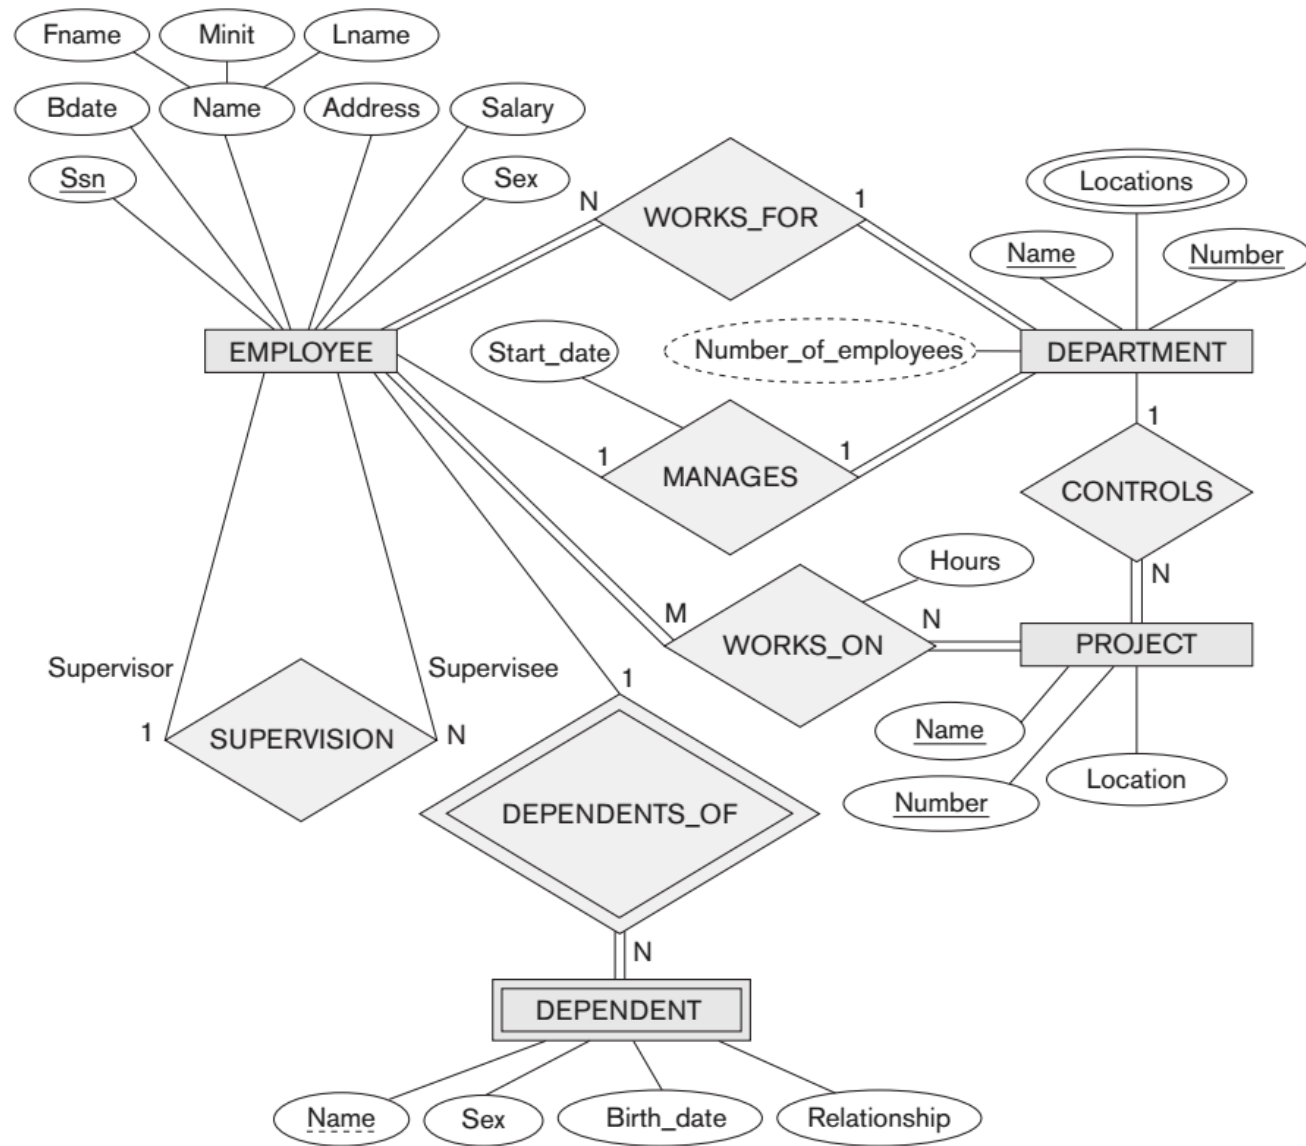 Fname Minit Lname
Bdate Name Address Salary
Ssn Sex
N WORKS_FOR 1
Locations
Name Number
EMPLOYEE Start_date Number_of_employees DEPARTMENT
1 MANAGES 1
1
CONTROLS
N
Hours
M WORKS_ON N PROJECT
Supervisor Supervisee
1 SUPERVISION N
1
Name
Number Location
DEPENDENTS_OF
N
DEPENDENT
Name Sex Birth_date Relationship